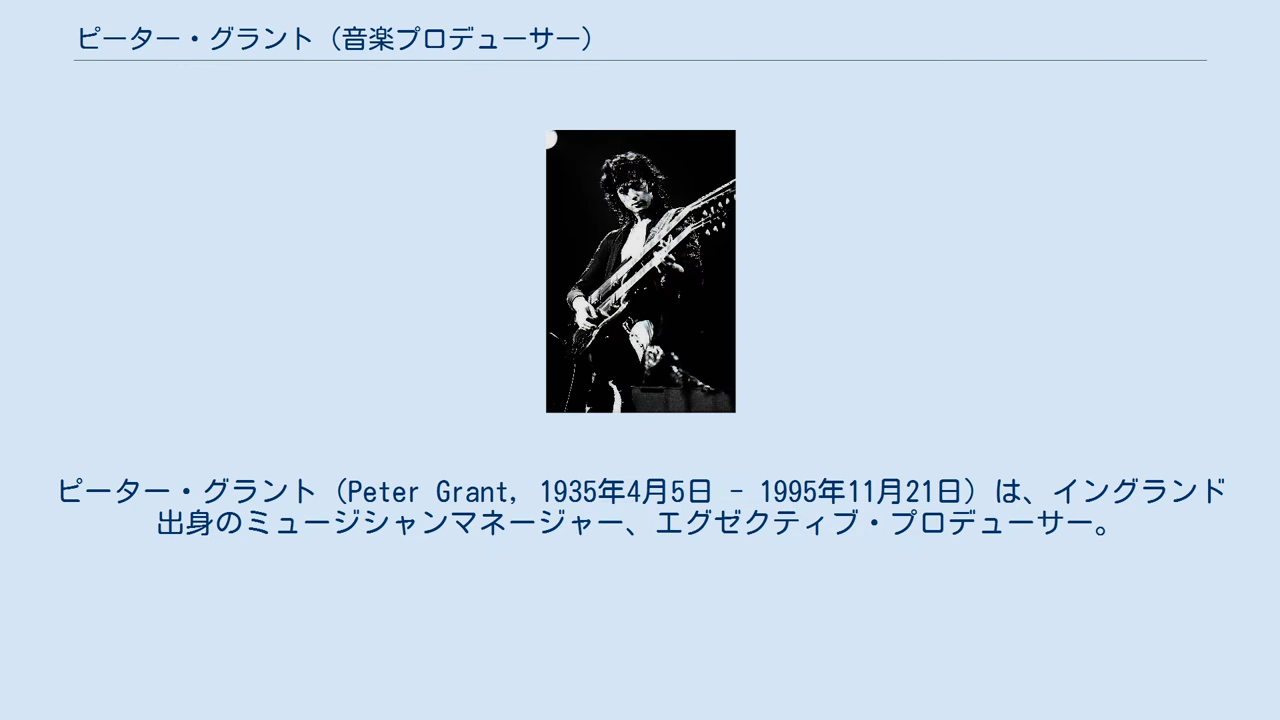 ピーター・グラント（音楽プロデューサー）
ピーター・グラント（Peter Grant, 1935年4月5日 - 1995年11月21日）は、イングランド
出身のミュージシャンマネージャー、エグゼクティブ・プロデューサー。